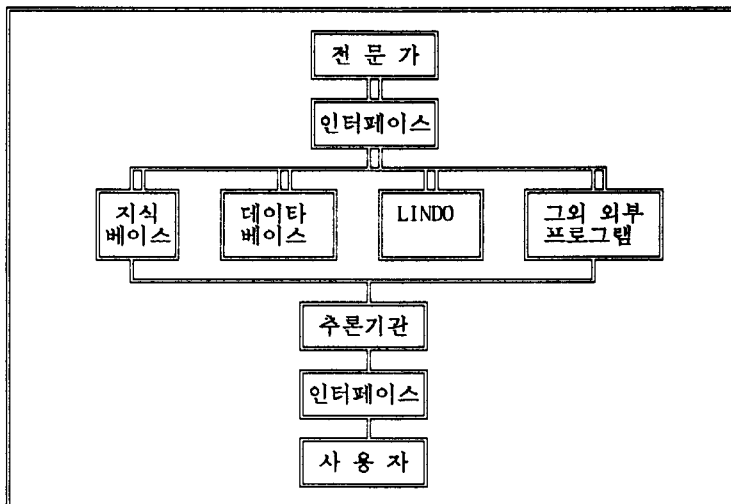 전 문 가
인터페이스
지식
베이스
데이타
베이스
LINDO
그외 외부
프로그램
추론기관
인터페이스
사 용 자